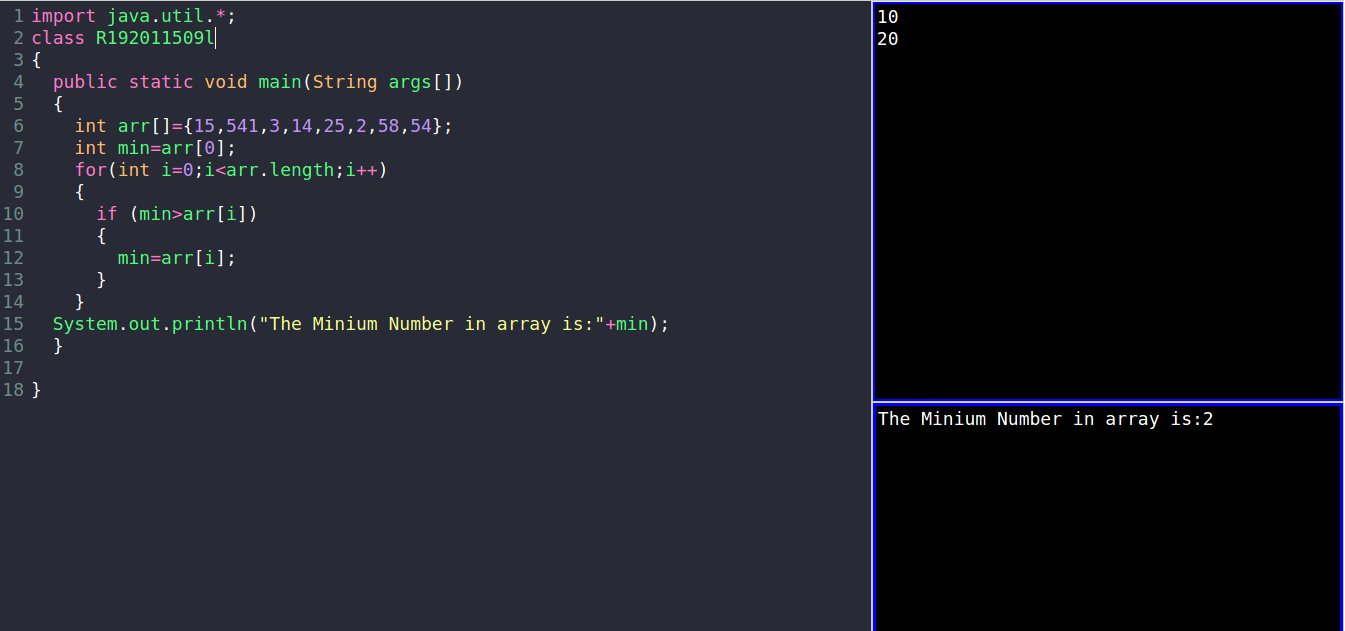 1 import java.util.*;
2 class R192011509l
3 {
4   public static void main(String args[])
5   {
6     int arr[]={15,541,3,14,25,2,58,54};
7     int min=arr[0];
8     for(int i=0;i<arr.length;i++)
9     {
10       if (min>arr[i])
11       {
12         min=arr[i];
13       }
14     }
15   System.out.println("The Minium Number in array is:"+min);
16   }
17
18 }
10
20
The Minium Number in array is:2